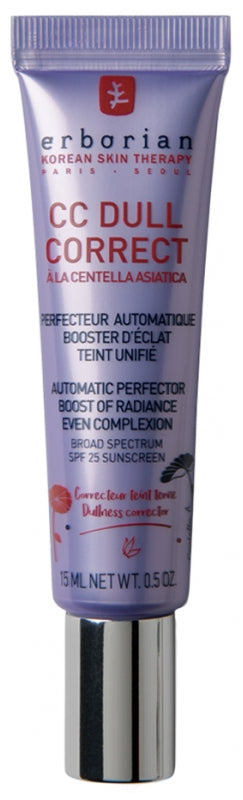 erborian
KOREAN SKIN THERAPY
PARIS - SEOUL
CC DULL
CORRECT
À LA CENTELLA ASIATICA
PERFECTEUR AUTOMATIQUE
BOOSTER D'ÉCLAT
TEINT UNIFIÉ
AUTOMATIC PERFECTOR
BOOST OF RADIANCE
EVEN COMPLEXION
BROAD SPECTRUM
SPF 25 SUNSCREEN
Correcteur teint terne
Dullness corrector
15 ML NET WT. 0.5 OZ.